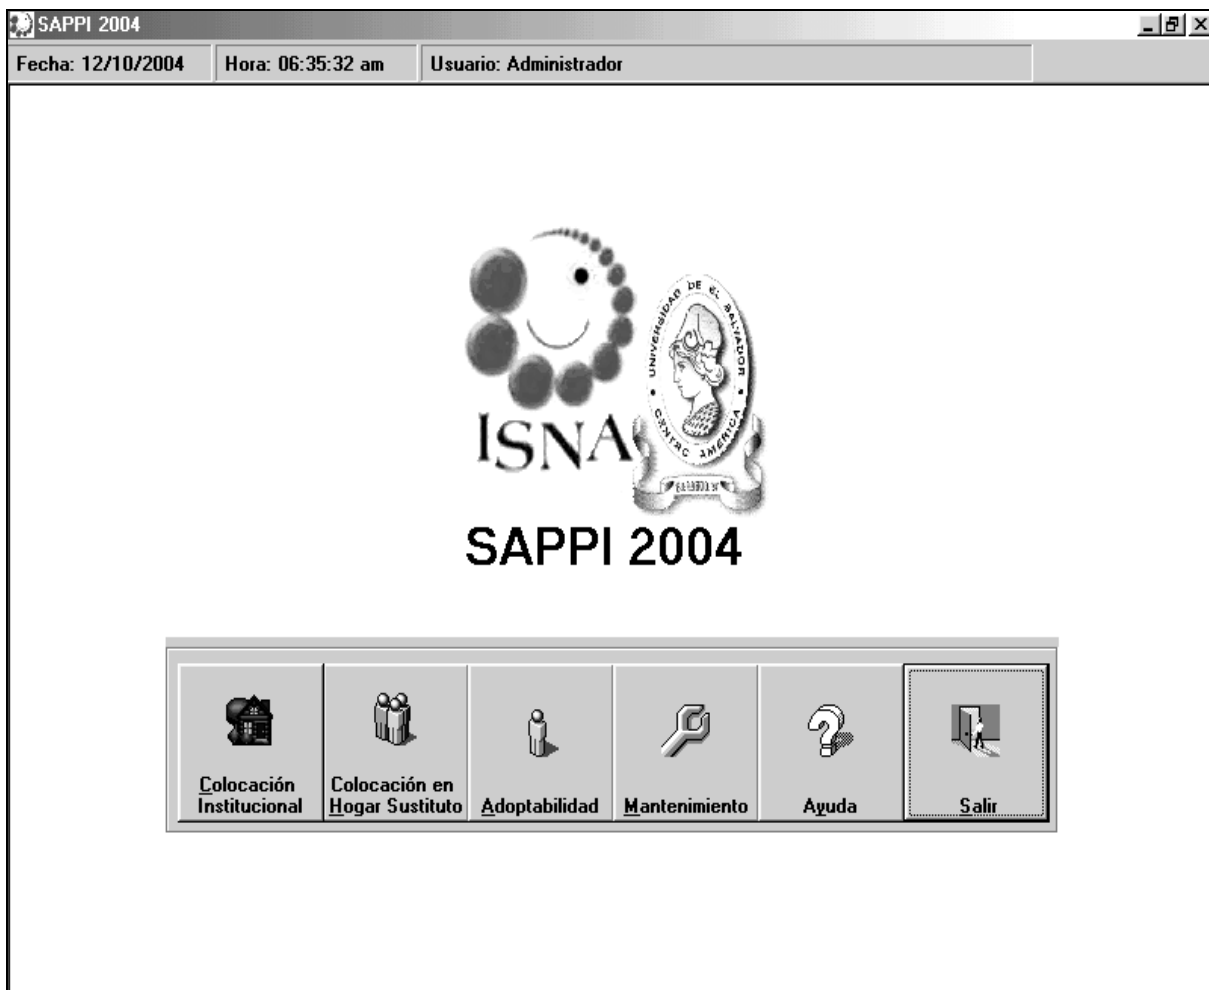 SAPPI 2004
Fecha: 12/10/2004 Hora: 06:35:32 am Usuario: Administrador
UNIVERSIDAD DE EL SALVADOR
CENTRO AMERICA
ISNA
SAPPI 2004
Colocación Institucional
Colocación en Hogar Sustituto
Adoptabilidad
Mantenimiento
Ayuda
Salir